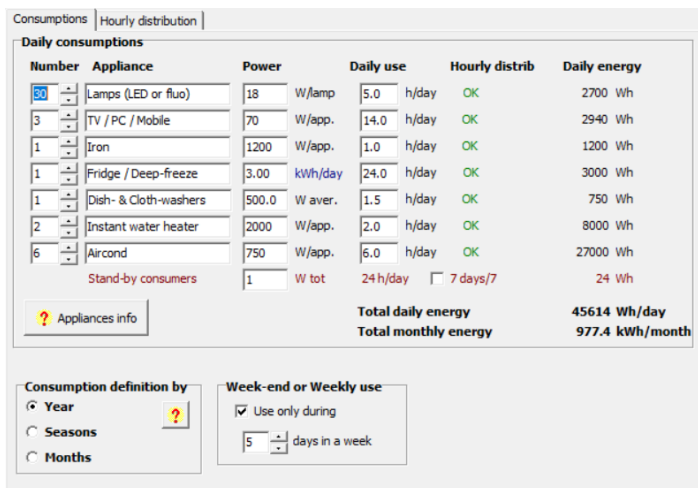 Consumptions Hourly distribution
Daily consumptions
Number Appliance Power Daily use Hourly distrib Daily energy
30 Lamps (LED or fluo) 18 W/lamp 5.0 h/day OK 2700 Wh
3 TV / PC / Mobile 70 W/app. 14.0 h/day OK 2940 Wh
1 Iron 1200 W/app. 1.0 h/day OK 1200 Wh
1 Fridge / Deep-freeze 3.00 kWh/day 24.0 h/day OK 3000 Wh
1 Dish- & Cloth-washers 500.0 W aver. 1.5 h/day OK 750 Wh
2 Instant water heater 2000 W/app. 2.0 h/day OK 8000 Wh
6 Aircond 750 W/app. 6.0 h/day OK 27000 Wh
Stand-by consumers 1 W tot 24 h/day 7 days/7 24 Wh
? Appliances info
Total daily energy 45614 Wh/day
Total monthly energy 977.4 kWh/month
Consumption definition by
Year ?
Seasons
Months
Week-end or Weekly use
Use only during
5 days in a week